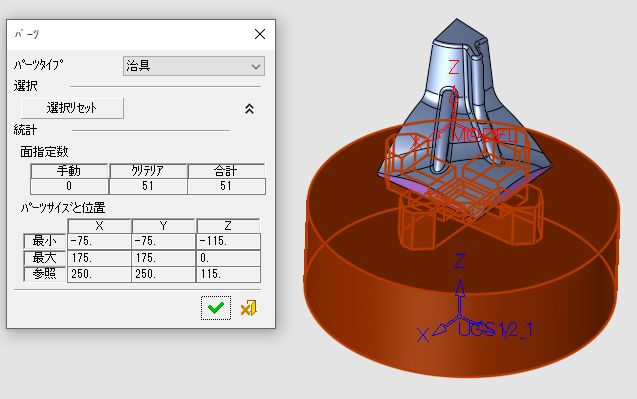 パーツ
パーツタイプ 治具
選択
選択リセット
統計
面指定数
手動 クリテリア 合計
0 51 51
パーツサイズと位置
X Y Z
最小 -75. -75. -115.
最大 175. 175. 0.
参照 250. 250. 115.
Z
X
MODEL
Z
X
UGS1/2_1